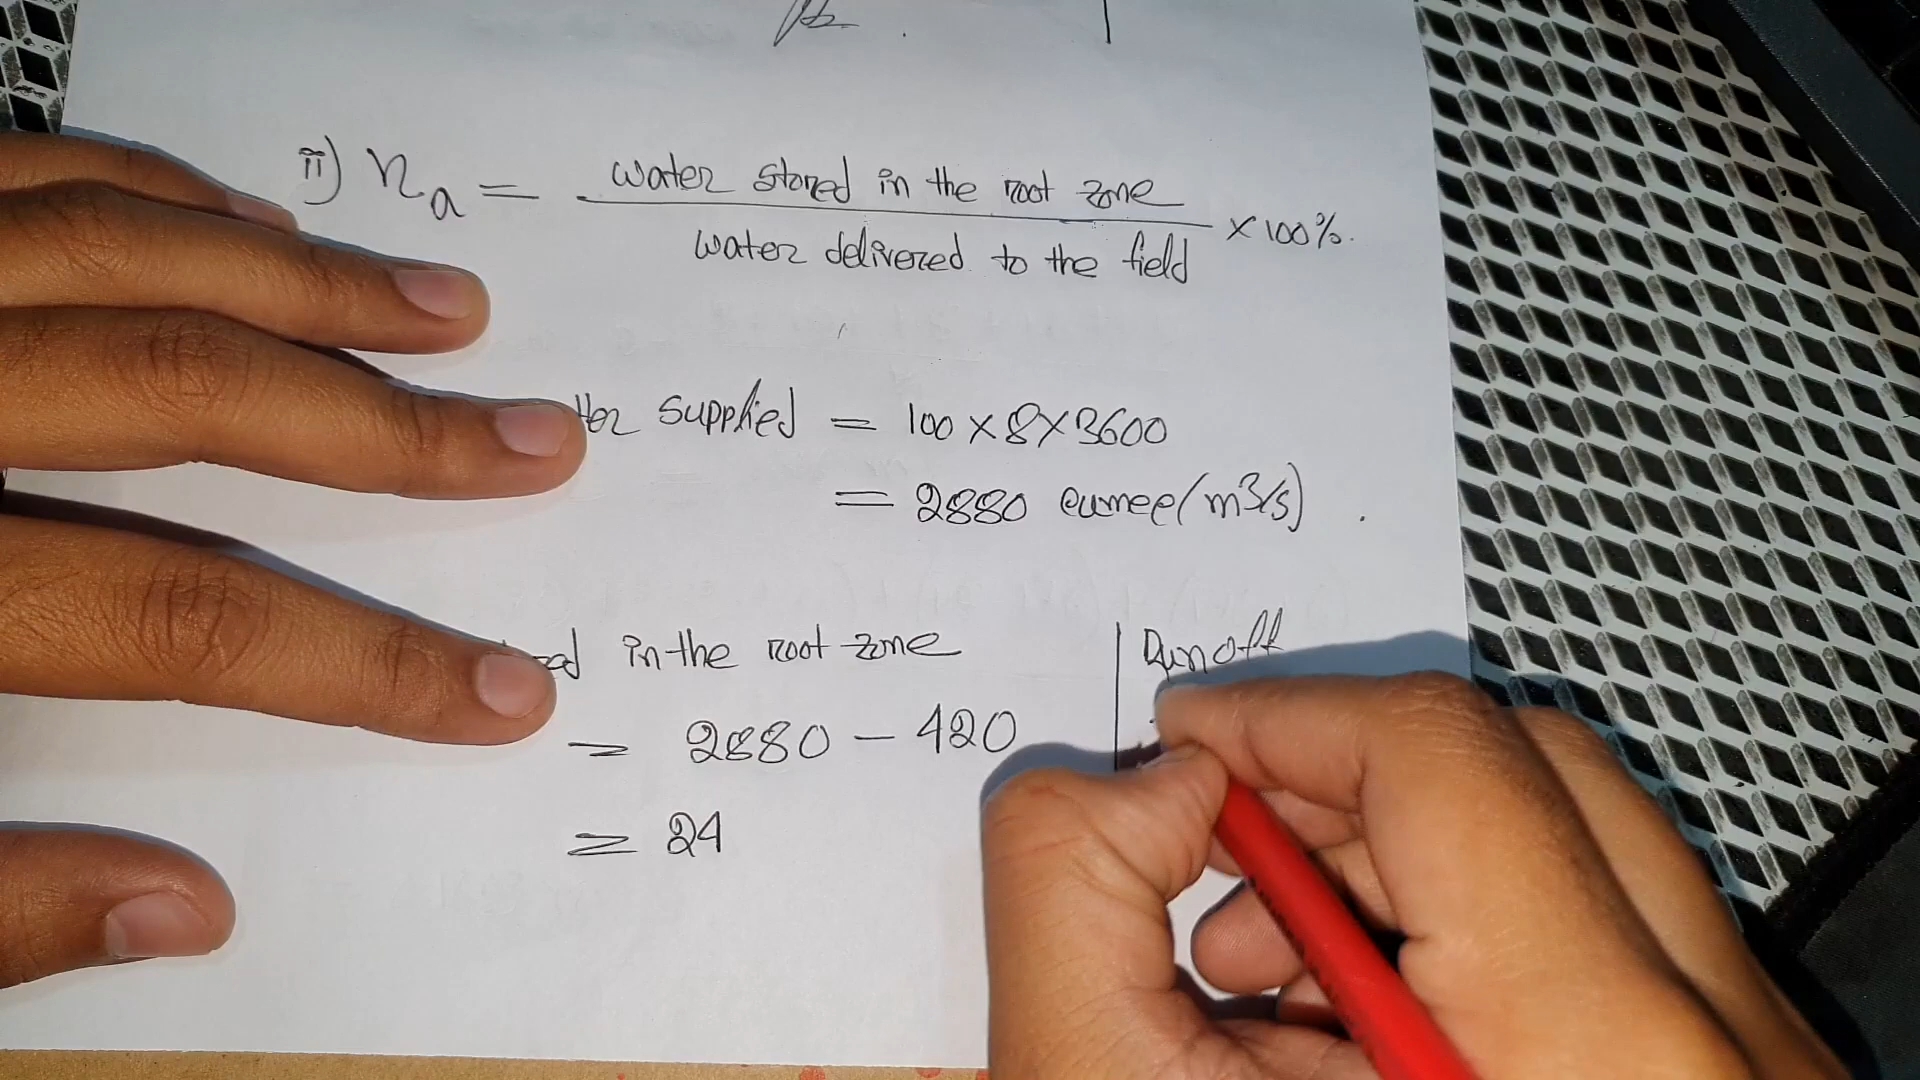 ii) η a = water stored in the root zone / water delivered to the field × 100%.
supplied = 100 × 8 × 3600
= 2880 cumec (m3/s)
in the root zone
= 2880 - 420
= 24
Runoff